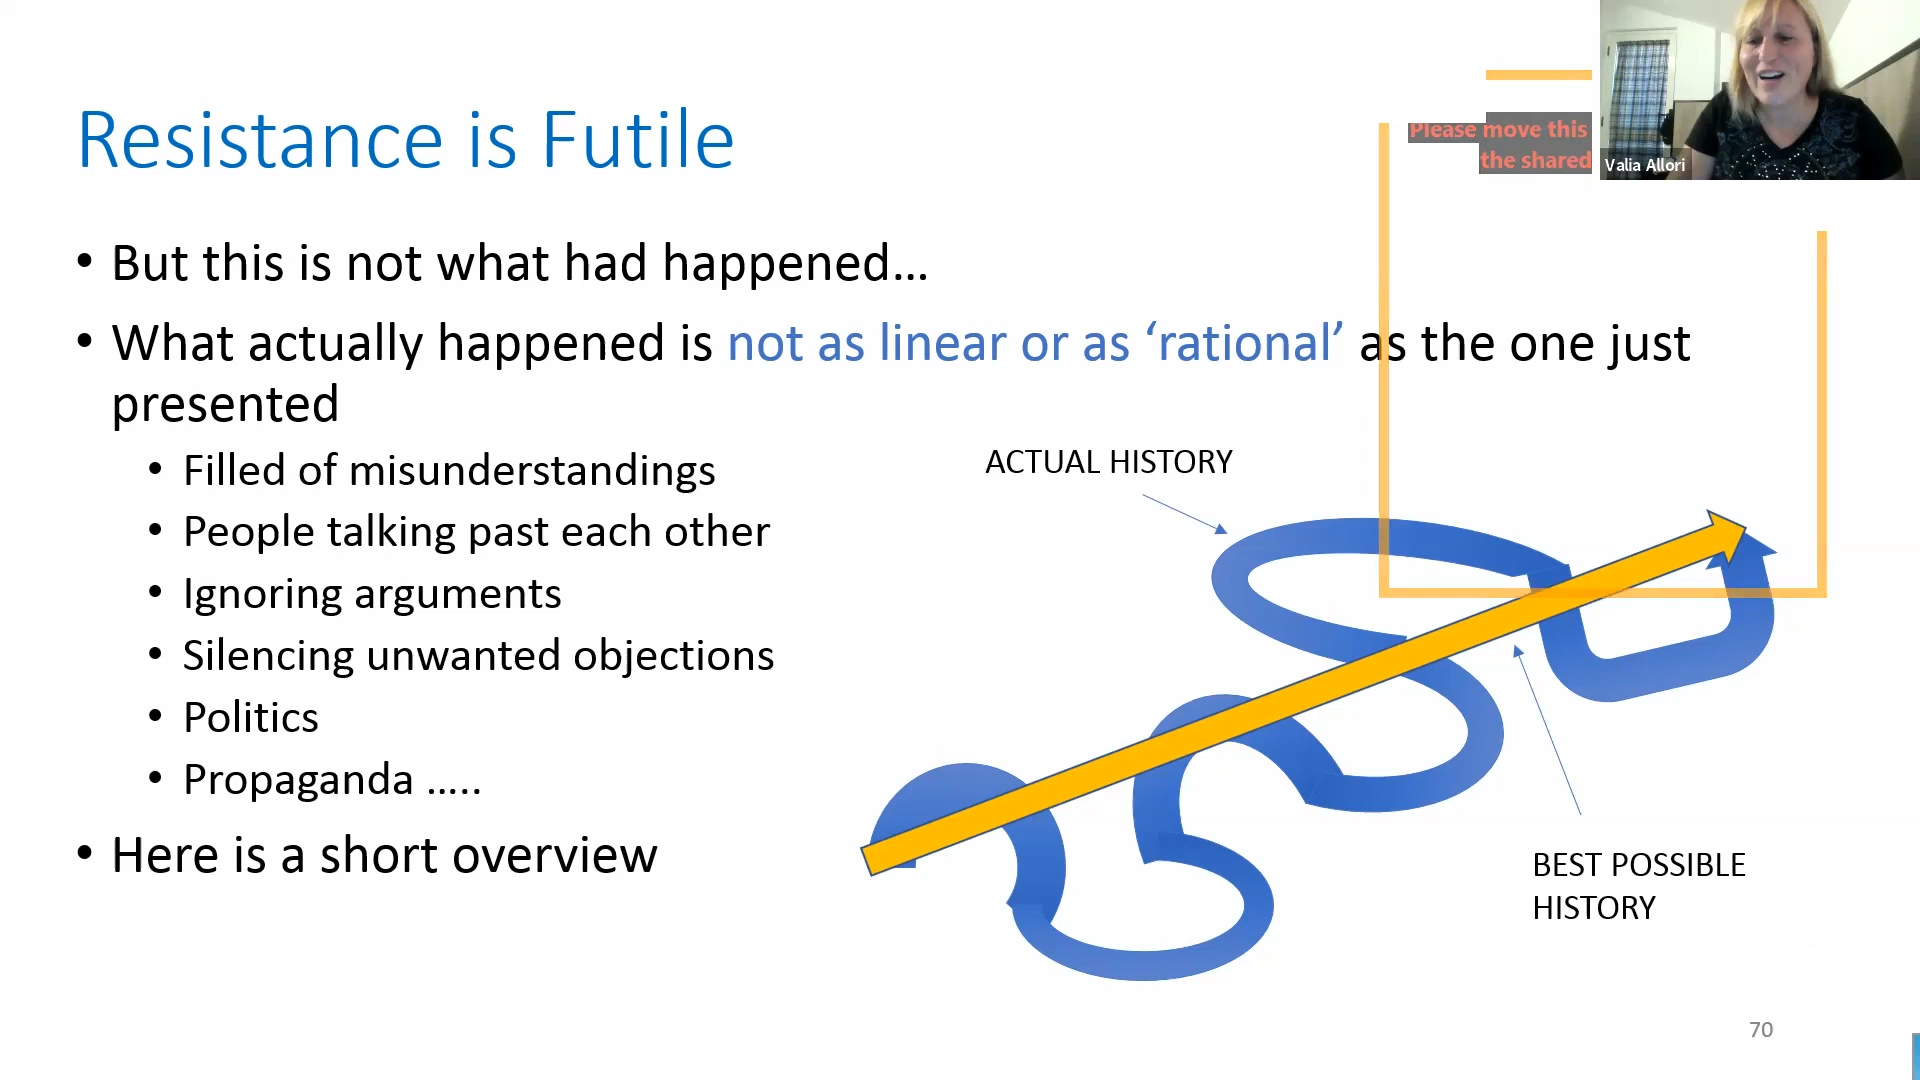 Resistance is Futile
Please move this
the shared
Valia Allori
• But this is not what had happened…
• What actually happened is not as linear or as ‘rational’ as the one just
presented
• Filled of misunderstandings
• People talking past each other
• Ignoring arguments
• Silencing unwanted objections
• Politics
• Propaganda …..
• Here is a short overview
ACTUAL HISTORY
BEST POSSIBLE
HISTORY
70